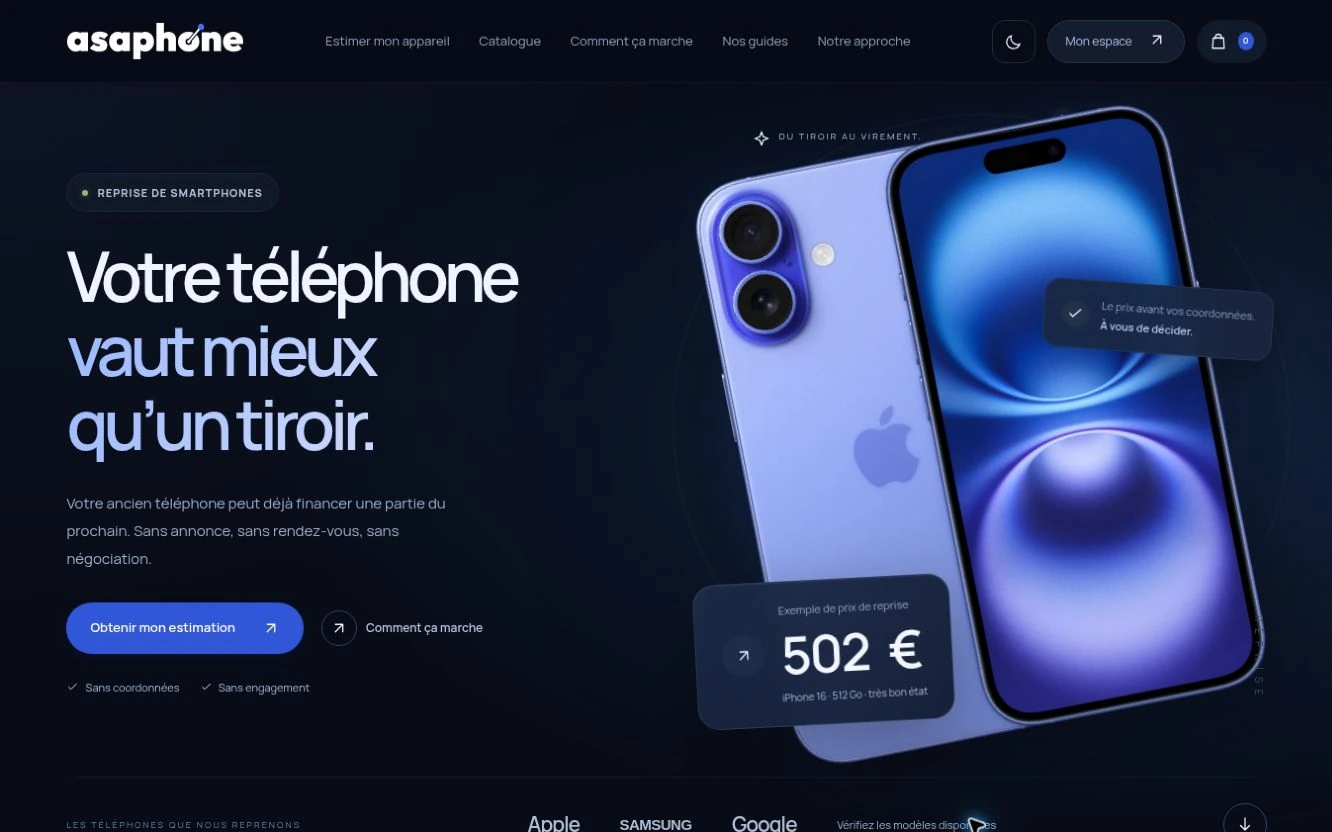 asaphone
Estimer mon appareil
Catalogue
Comment ça marche
Nos guides
Notre approche
Mon espace
0
DU TIROIR AU VIREMENT.
REPRISE DE SMARTPHONES
Votre téléphone
vaut mieux
qu’un tiroir.
Le prix avant vos coordonnées.
À vous de décider.
Votre ancien téléphone peut déjà financer une partie du
prochain. Sans annonce, sans rendez-vous, sans
négociation.
Exemple de prix de reprise
502 €
iPhone 16 · 512 Go · très bon état
Obtenir mon estimation
Comment ça marche
Sans coordonnées
Sans engagement
LES TÉLÉPHONES QUE NOUS REPRENONS
Apple
SAMSUNG
Google
Vérifiez les modèles disponibles